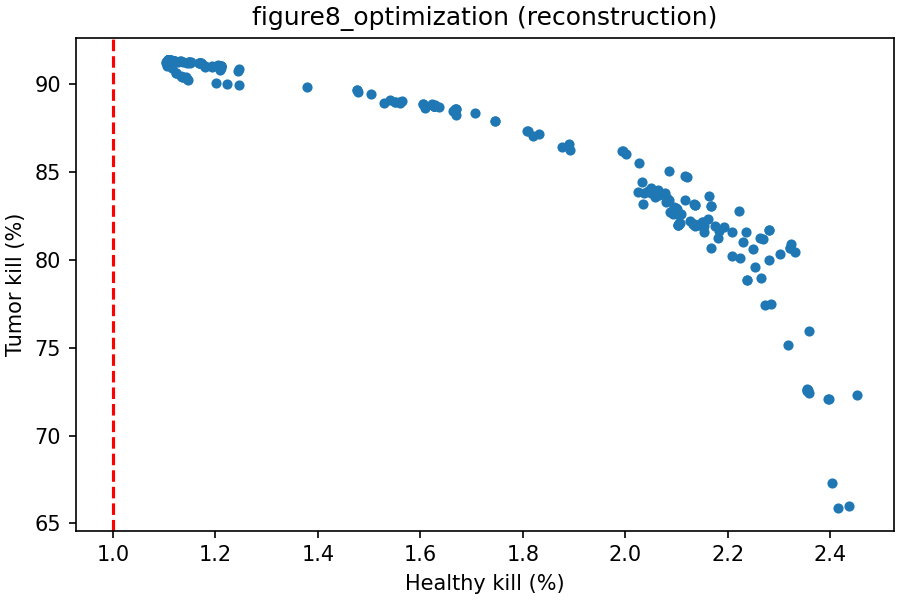 figure8_optimization (reconstruction)
Tumor kill (%)
90
85
80
75
70
65
1.0 1.2 1.4 1.6 1.8 2.0 2.2 2.4
Healthy kill (%)